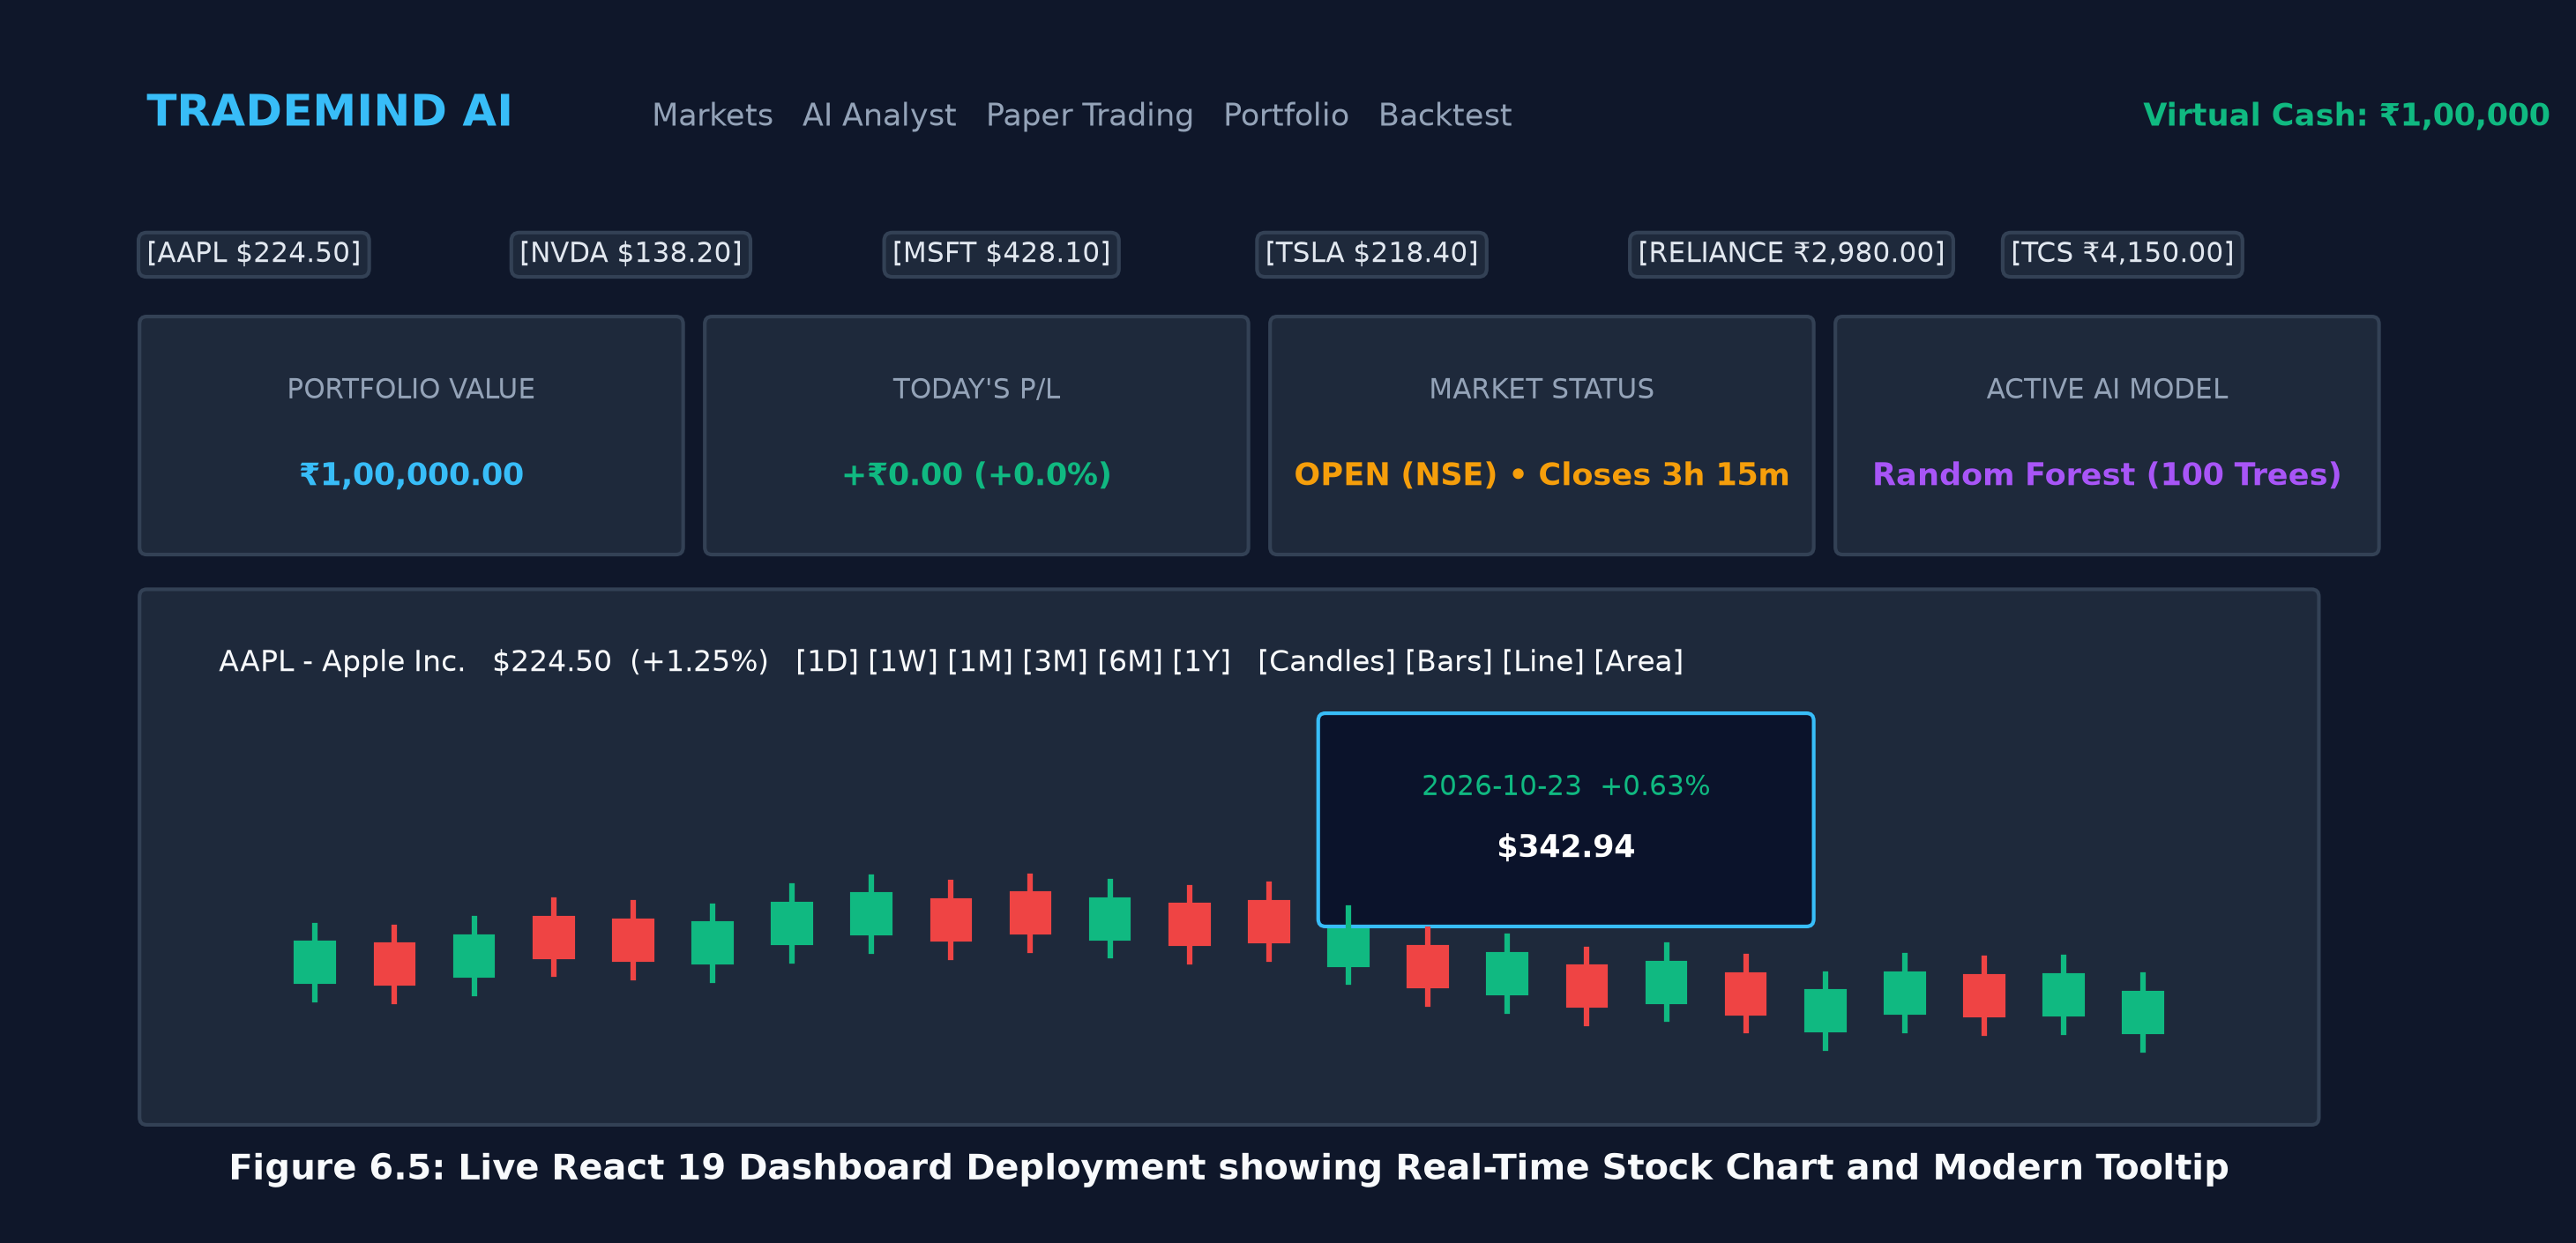 TRADEMIND AI Markets AI Analyst Paper Trading Portfolio Backtest Virtual Cash: ₹1,00,000
[AAPL $224.50] [NVDA $138.20] [MSFT $428.10] [TSLA $218.40] [RELIANCE ₹2,980.00] [TCS ₹4,150.00]
PORTFOLIO VALUE
₹1,00,000.00
TODAY'S P/L
+₹0.00 (+0.0%)
MARKET STATUS
OPEN (NSE) • Closes 3h 15m
ACTIVE AI MODEL
Random Forest (100 Trees)
AAPL - Apple Inc. $224.50 (+1.25%) [1D] [1W] [1M] [3M] [6M] [1Y] [Candles] [Bars] [Line] [Area]
2026-10-23 +0.63%
$342.94
Figure 6.5: Live React 19 Dashboard Deployment showing Real-Time Stock Chart and Modern Tooltip